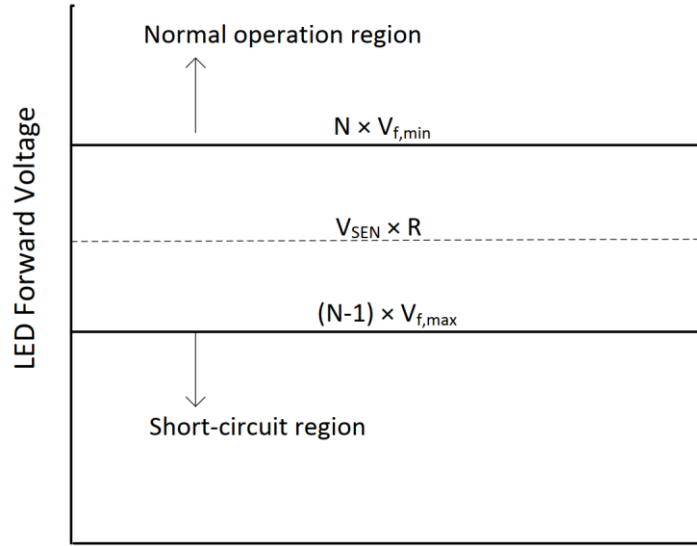 Normal operation region
N × Vf,min
LED Forward Voltage
VSEN × R
(N-1) × Vf,max
Short-circuit region